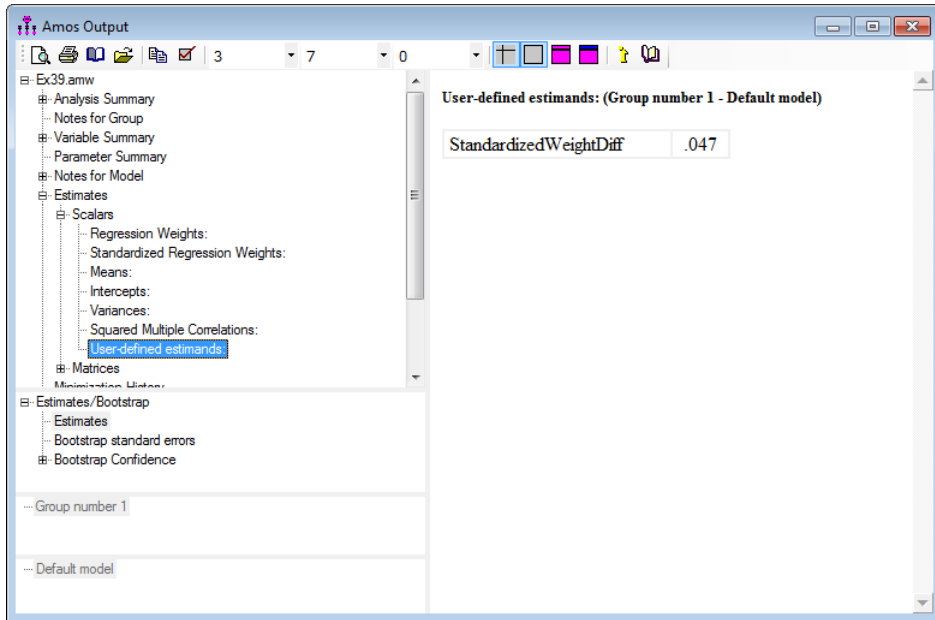 Amos Output
3 7 0
Ex39.amw
Analysis Summary
Notes for Group
Variable Summary
Parameter Summary
Notes for Model
Estimates
Scalars
Regression Weights:
Standardized Regression Weights:
Means:
Intercepts:
Variances:
Squared Multiple Correlations:
User-defined estimands:
Matrices
Minimization History
Estimates/Bootstrap
Estimates
Bootstrap standard errors
Bootstrap Confidence
Group number 1
Default model
User-defined estimands: (Group number 1 - Default model)
StandardizedWeightDiff .047